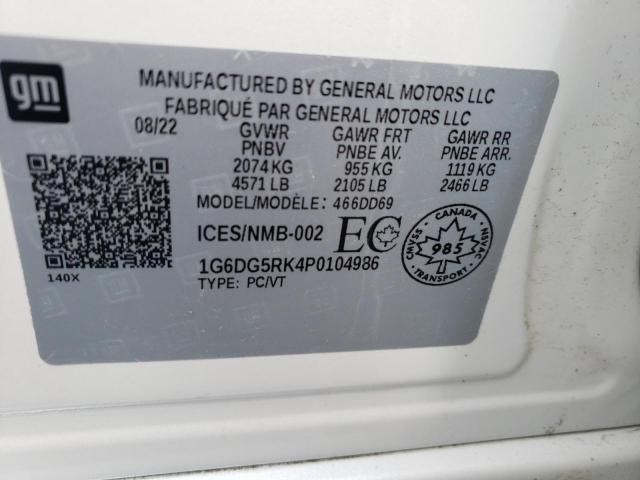 gm
MANUFACTURED BY GENERAL MOTORS LLC
FABRIQUÉ PAR GENERAL MOTORS LLC
08/22 GVWR GAWR FRT GAWR RR
PNBV PNBE AV. PNBE ARR.
2074 KG 955 KG 1119 KG
4571 LB 2105 LB 2466 LB
MODEL/MODÈLE: 466DD69
ICES/NMB-002 EC
CANADA
CMVSS 985 NSVAC
TRANSPORT
1G6DG5RK4P0104986
140X TYPE: PC/VT